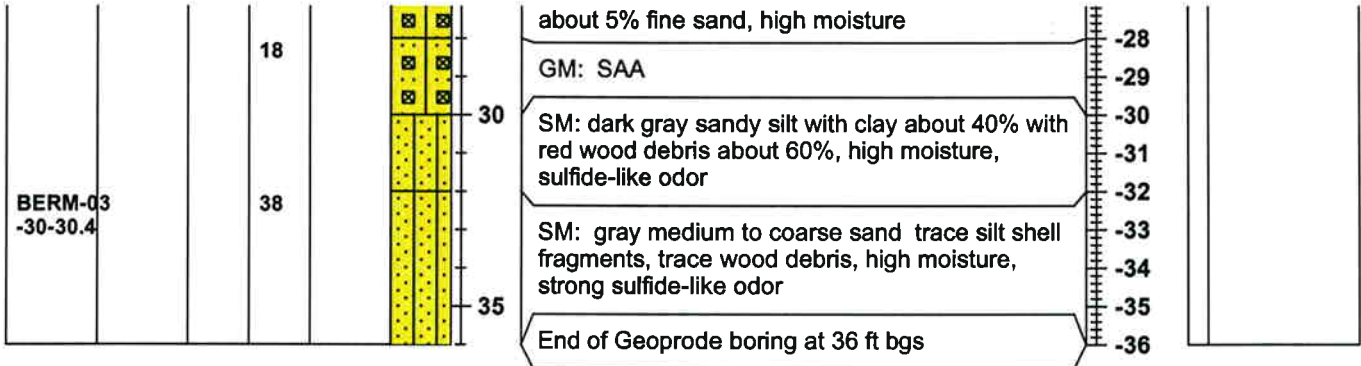 about 5% fine sand, high moisture
-28
18
GM: SAA
-29
30
SM: dark gray sandy silt with clay about 40% with
red wood debris about 60%, high moisture,
sulfide-like odor
-30
-31
-32
BERM-03
-30-30.4
38
SM: gray medium to coarse sand trace silt shell
fragments, trace wood debris, high moisture,
strong sulfide-like odor
-33
-34
35
-35
End of Geoprode boring at 36 ft bgs
-36